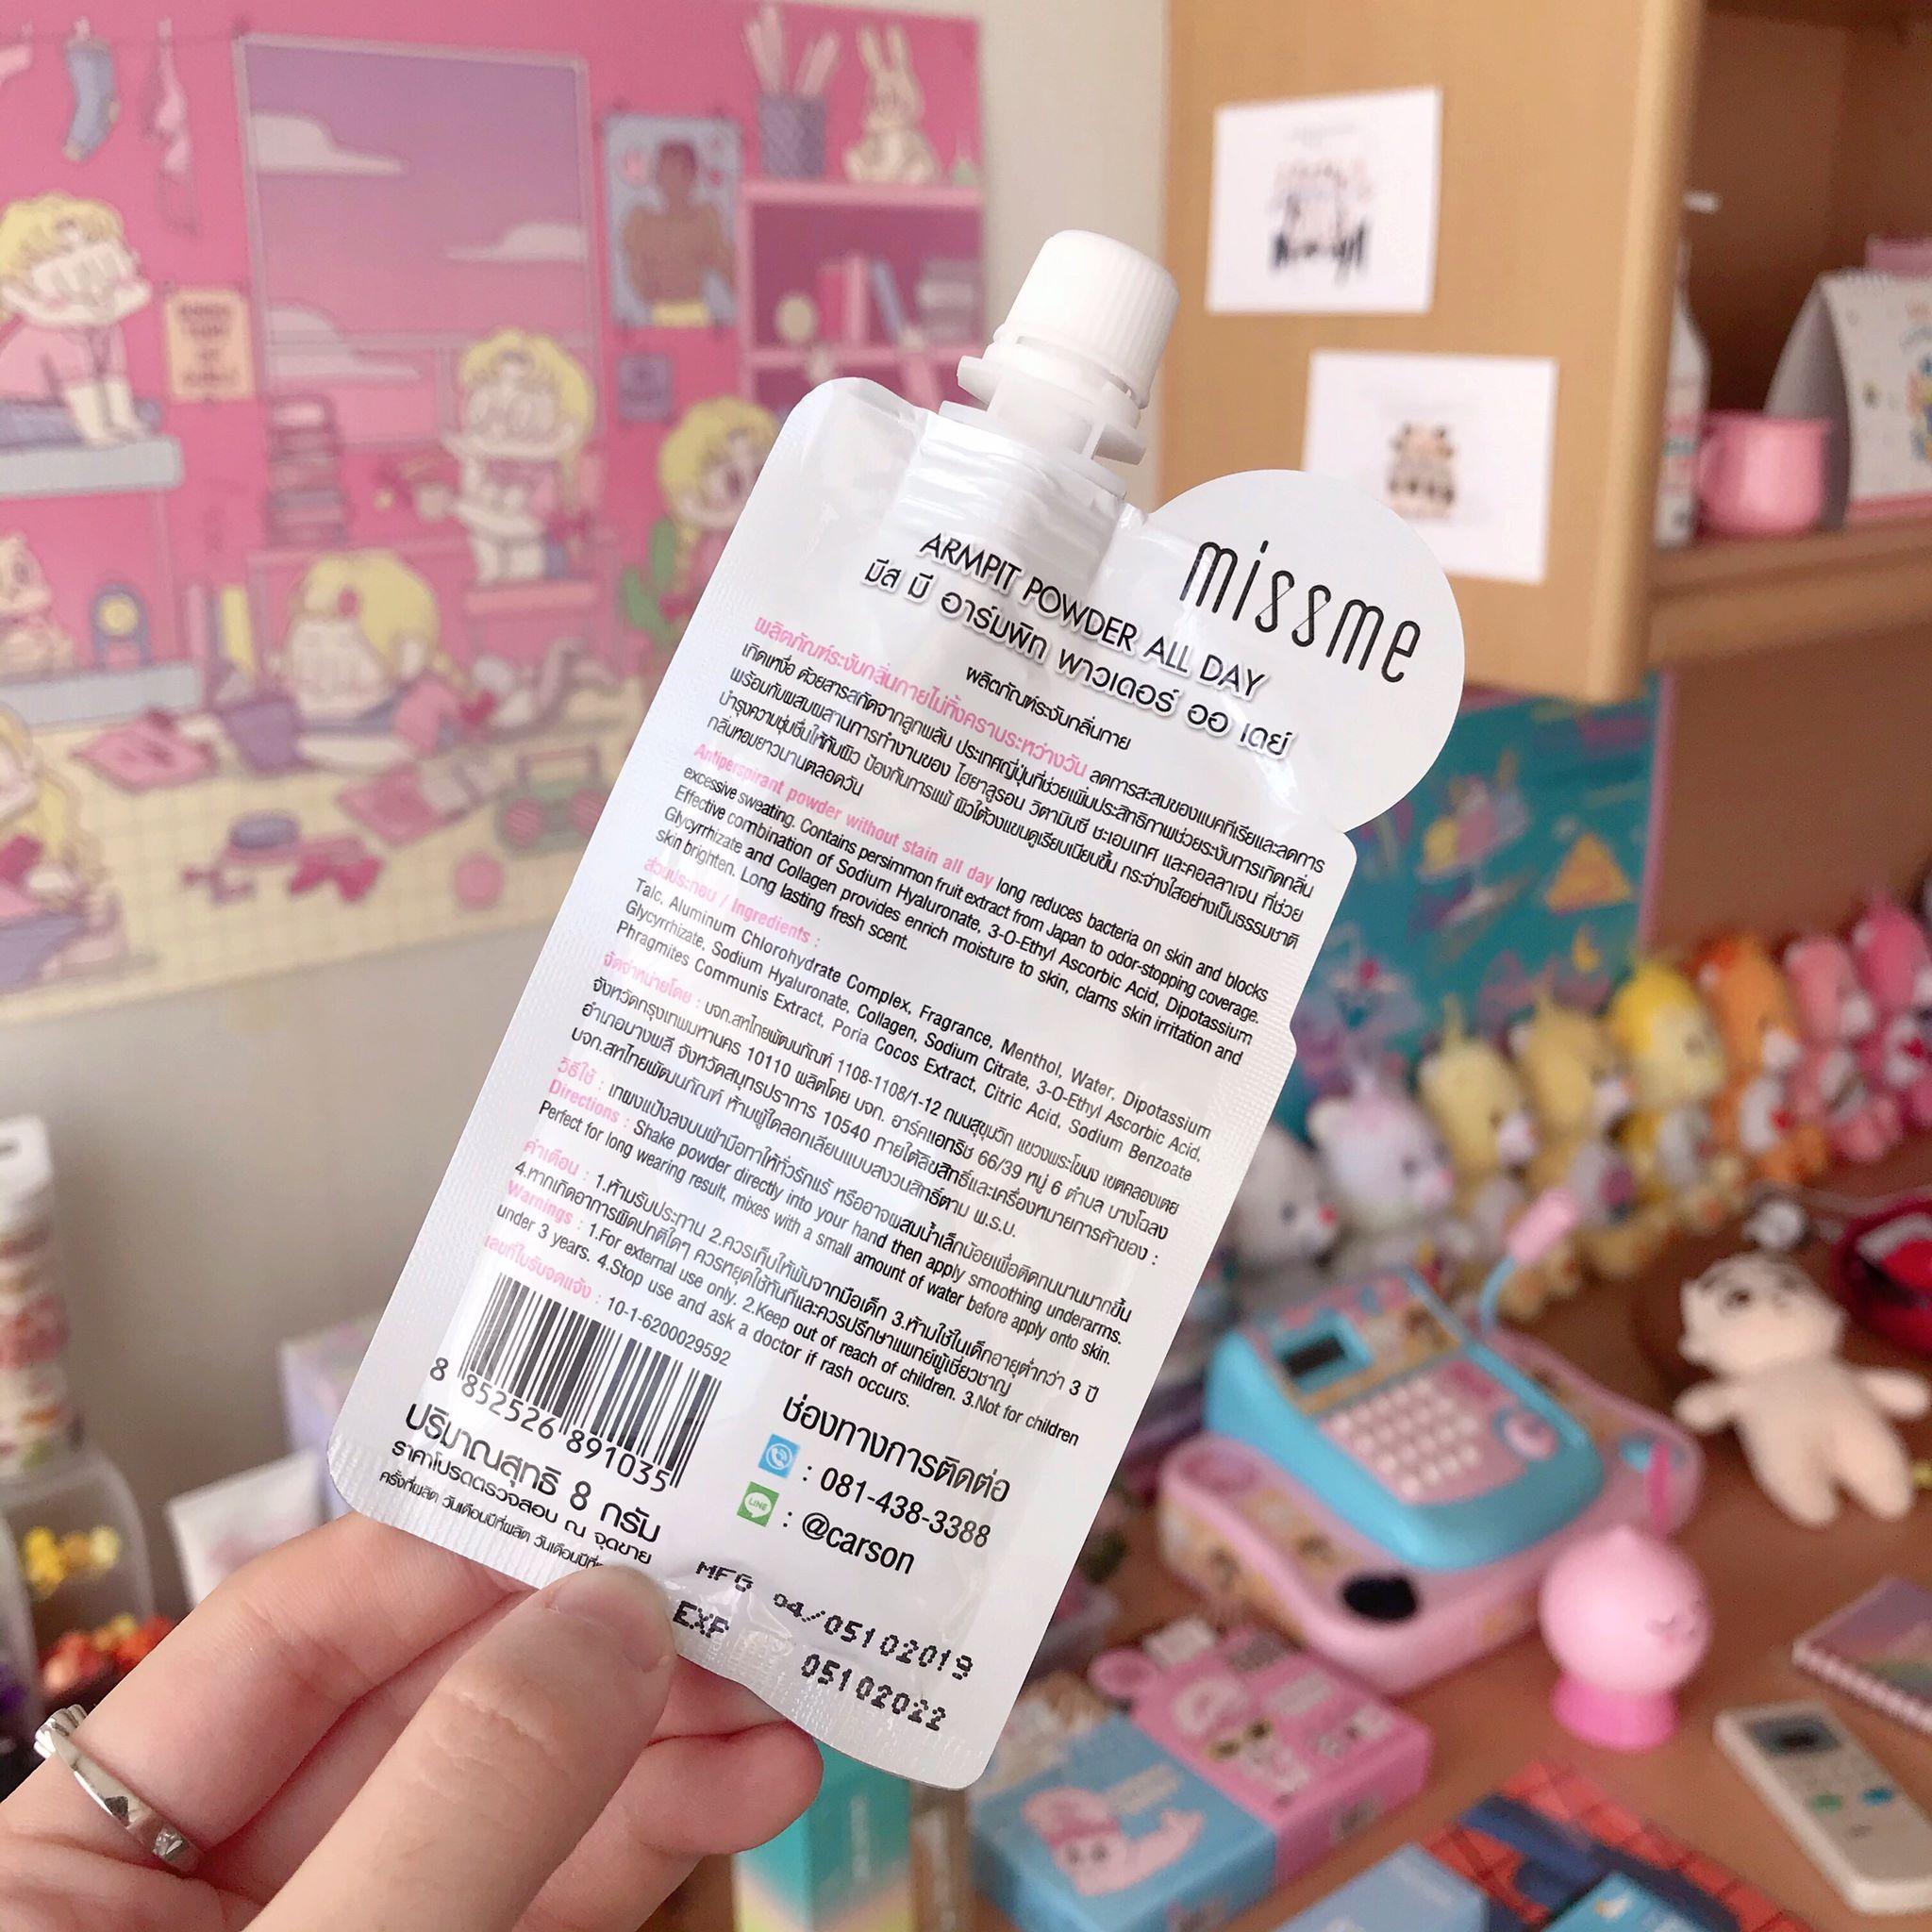 missme
ARMPIT POWDER ALL DAY
มีส มี อาร์มพิท พาวเดอร์ ออ เดย์
ผลิตภัณฑ์ระงับกลิ่นกาย
ผลิตภัณฑ์ระงับกลิ่นกายไม่ทิ้งคราบระหว่างวัน ลดการสะสมของแบคทีเรียและลดการ
เกิดเหงื่อ ด้วยสารสกัดจากลูกพลับ ประเทศญี่ปุ่นที่ช่วยเพิ่มประสิทธิภาพช่วยระงับการเกิดกลิ่น
พร้อมกับผสมผสานการทำงานของ ไฮยาลูรอน วิตามินซี ชะเอมเทศ และคอลลาเจน ที่ช่วย
บำรุงความชุ่มชื่นให้กับผิว ป้องกันการแพ้ ผิวใต้วงแขนดูเรียบเนียนขึ้น กระจ่างใสอย่างเป็นธรรมชาติ
กลิ่นหอมยาวนานตลอดวัน
Antiperspirant powder without stain all day long reduces bacteria on skin and blocks
excessive sweating. Contains persimmon fruit extract from Japan to odor-stopping coverage.
Effective combination of Sodium Hyaluronate, 3-O-Ethyl Ascorbic Acid, Dipotassium
Glycyrrhizate and Collagen provides enrich moisture to skin, clams skin irritation and
skin brighten. Long lasting fresh scent.
ส่วนประกอบ / Ingredients :
Talc, Aluminum Chlorohydrate Complex, Fragrance, Menthol, Water, Dipotassium
Glycyrrhizate, Sodium Hyaluronate, Collagen, Sodium Citrate, 3-O-Ethyl Ascorbic Acid,
Phragmites Communis Extract, Poria Cocos Extract, Citric Acid, Sodium Benzoate
จัดจำหน่ายโดย : บจก.สหไทยพัฒนภัณฑ์ 1108-1108/1-12 ถนนสุขุมวิท แขวงพระโขนง เขตคลองเตย
จังหวัดกรุงเทพมหานคร 10110 ผลิตโดย บจก. อาร์คแอทริช 66/39 หมู่ 6 ตำบล บางโฉลง
อำเภอบางพลี จังหวัดสมุทรปราการ 10540 ภายใต้ลิขสิทธิ์และเครื่องหมายการค้าของ :
บจก.สหไทยพัฒนภัณฑ์ ห้ามผู้ใดลอกเลียนแบบสงวนสิทธิ์ตาม พ.ร.บ.
วิธีใช้ : เทผงแป้งลงบนฝ่ามือทาให้ทั่วรักแร้ หรืออาจผสมน้ำเล็กน้อยเพื่อติดทนนานมากขึ้น
Directions : Shake powder directly into your hand then apply smoothing underarms.
Perfect for long wearing result, mixes with a small amount of water before apply onto skin.
คำเตือน : 1.ห้ามรับประทาน 2.ควรเก็บให้พ้นจากมือเด็ก 3.ห้ามใช้ในเด็กอายุต่ำกว่า 3 ปี
4.หากเกิดอาการผิดปกติใดๆ ควรหยุดใช้ทันทีและควรปรึกษาแพทย์ผู้เชี่ยวชาญ
Warnings : 1.For external use only. 2.Keep out of reach of children. 3.Not for children
under 3 years. 4.Stop use and ask a doctor if rash occurs.
เลขที่ใบรับจดแจ้ง : 10-1-6200029592
8 852526 891035
ปริมาณสุทธิ 8 กรัม
ราคาโปรดตรวจสอบ ณ จุดขาย
ครั้งที่ผลิต วันเดือนปีที่ผลิต วันเดือนปีที่
ช่องทางการติดต่อ
: 081-438-3388
LINE : @carson
MFG 04/05102019
EXP 05102022